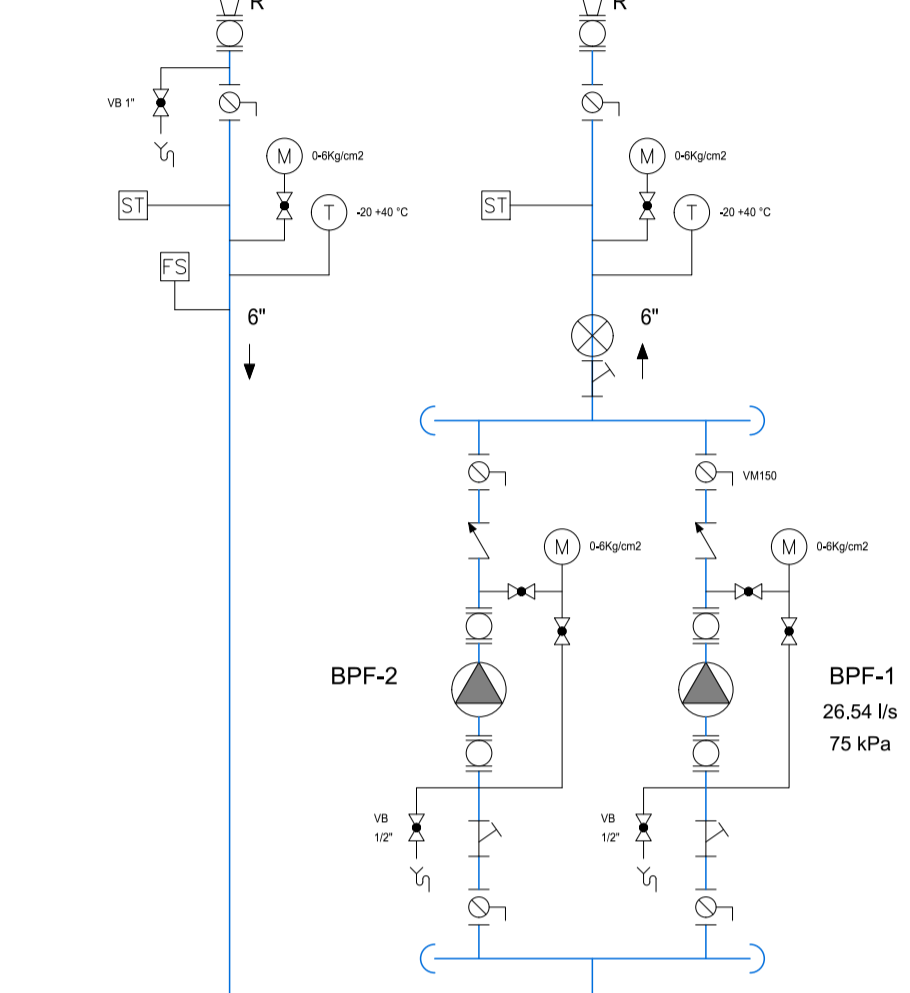 R
R
VB 1"
M
0-6Kg/cm2
M
0-6Kg/cm2
ST
T
-20 +40 °C
ST
T
-20 +40 °C
FS
6"
6"
VM150
M
0-6Kg/cm2
M
0-6Kg/cm2
BPF-2
BPF-1
26.54 l/s
75 kPa
VB
1/2"
VB
1/2"